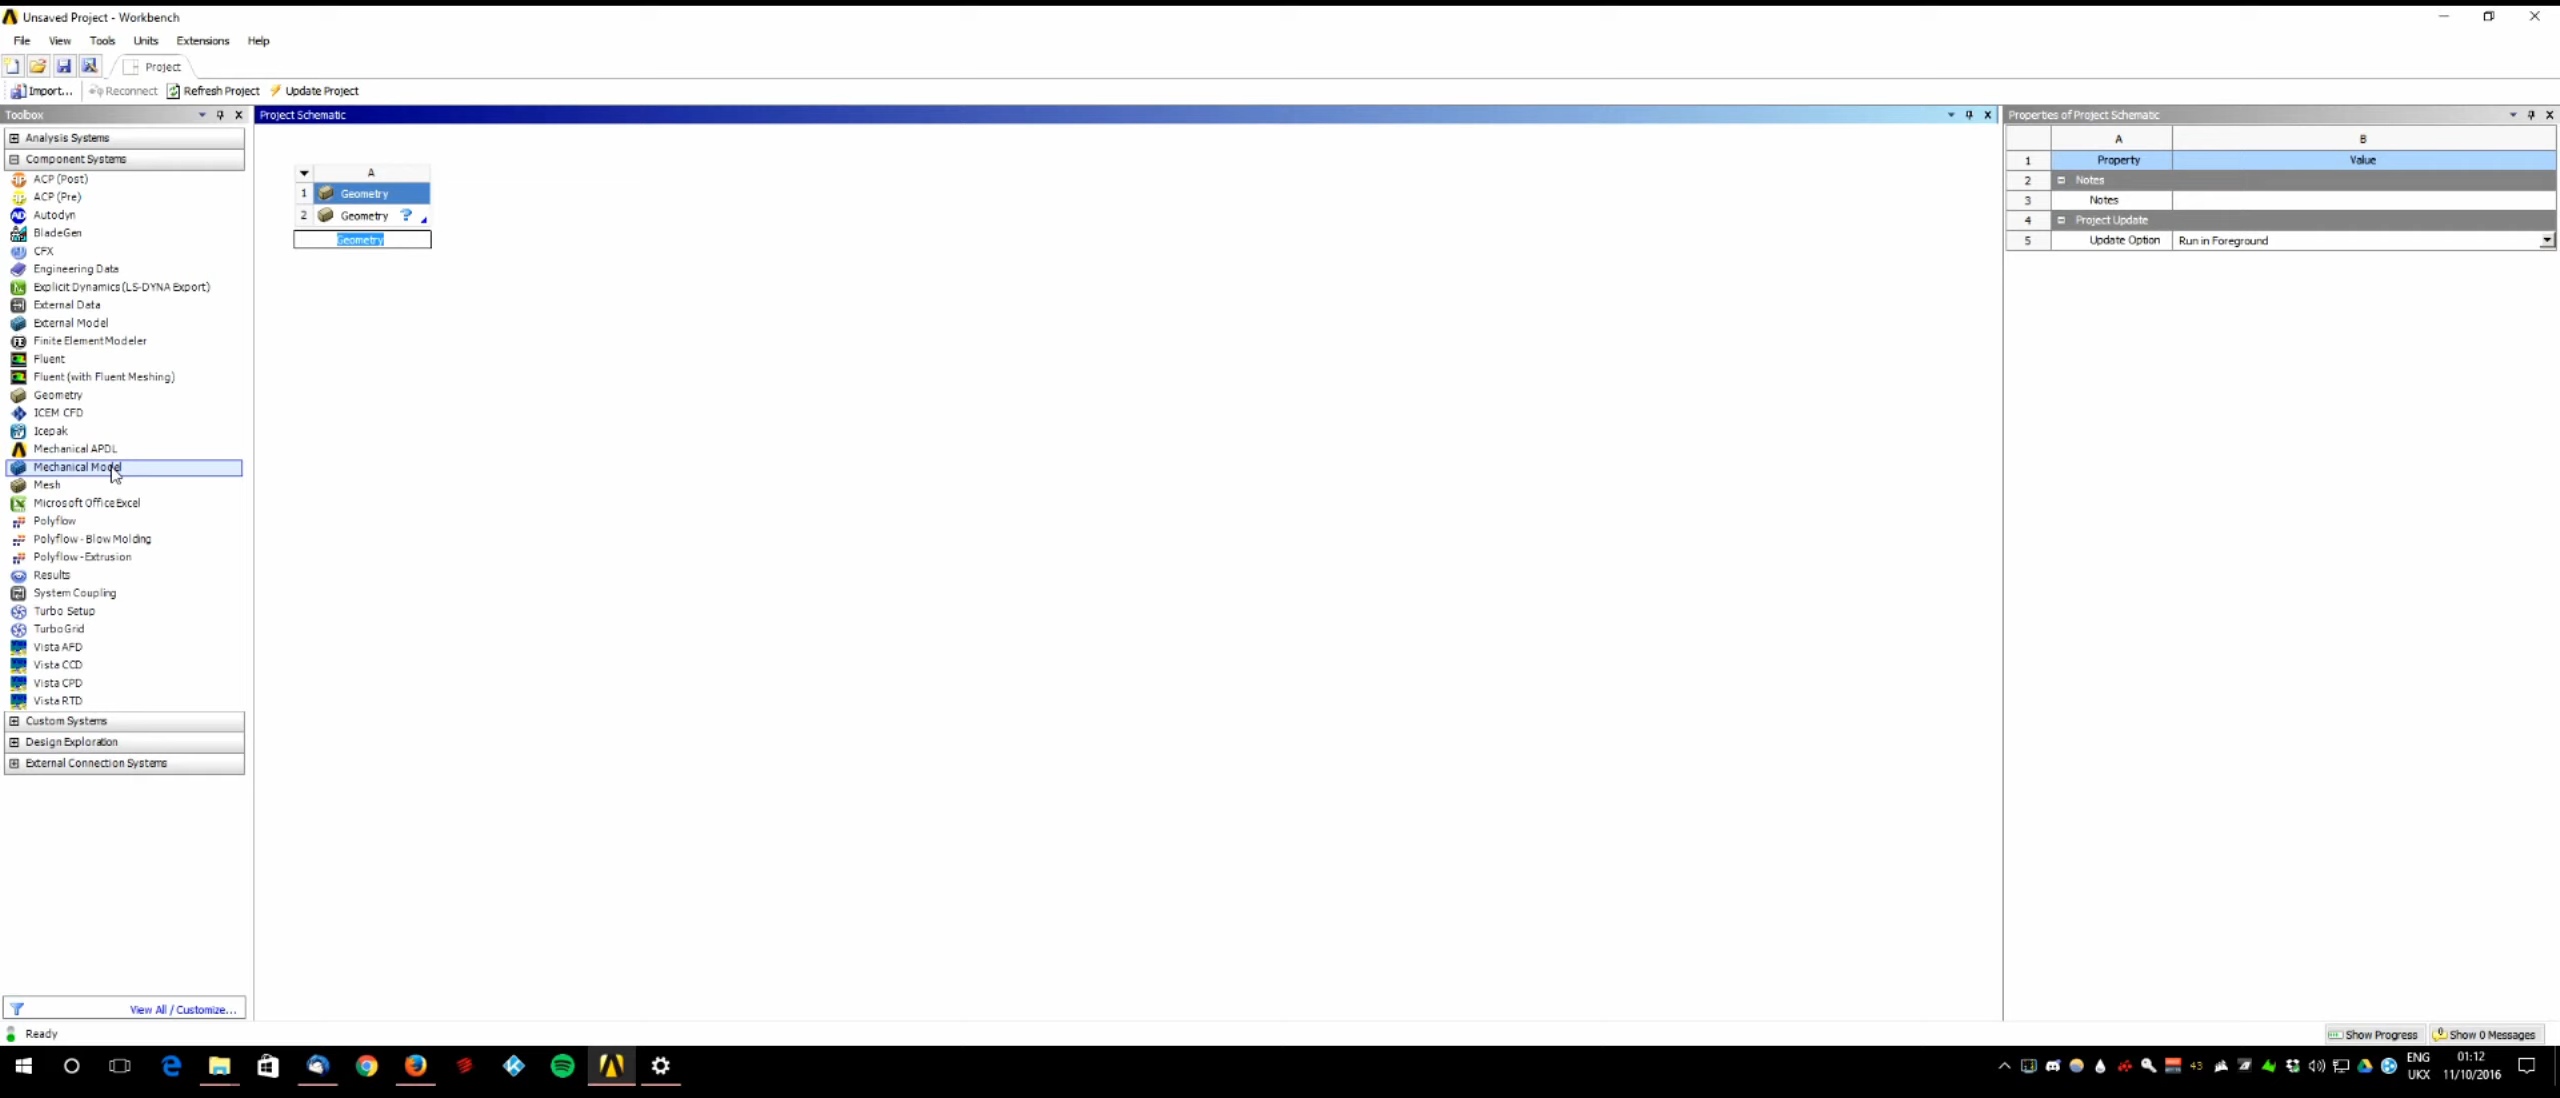 Unsaved Project - Workbench
File View Tools Units Extensions Help
Project
Import... Reconnect Refresh Project Update Project
Toolbox
Analysis Systems
Component Systems
ACP (Post)
ACP (Pre)
Autodyn
BladeGen
CFX
Engineering Data
Explicit Dynamics (LS-DYNA Export)
External Data
External Model
Finite Element Modeler
Fluent
Fluent (with Fluent Meshing)
Geometry
ICEM CFD
Icepak
Mechanical APDL
Mechanical Model
Mesh
Microsoft Office Excel
Polyflow
Polyflow - Blow Molding
Polyflow - Extrusion
Results
System Coupling
Turbo Setup
TurboGrid
Vista AFD
Vista CCD
Vista CPD
Vista RTD
Custom Systems
Design Exploration
External Connection Systems
View All / Customize...
Project Schematic
A
1 Geometry
2 Geometry ?
Geometry
Properties of Project Schematic
A B
1 Property Value
2 Notes
3 Notes
4 Project Update
5 Update Option Run in Foreground
Ready
Show Progress Show 0 Messages
43
ENG
UKX
01:12
11/10/2016